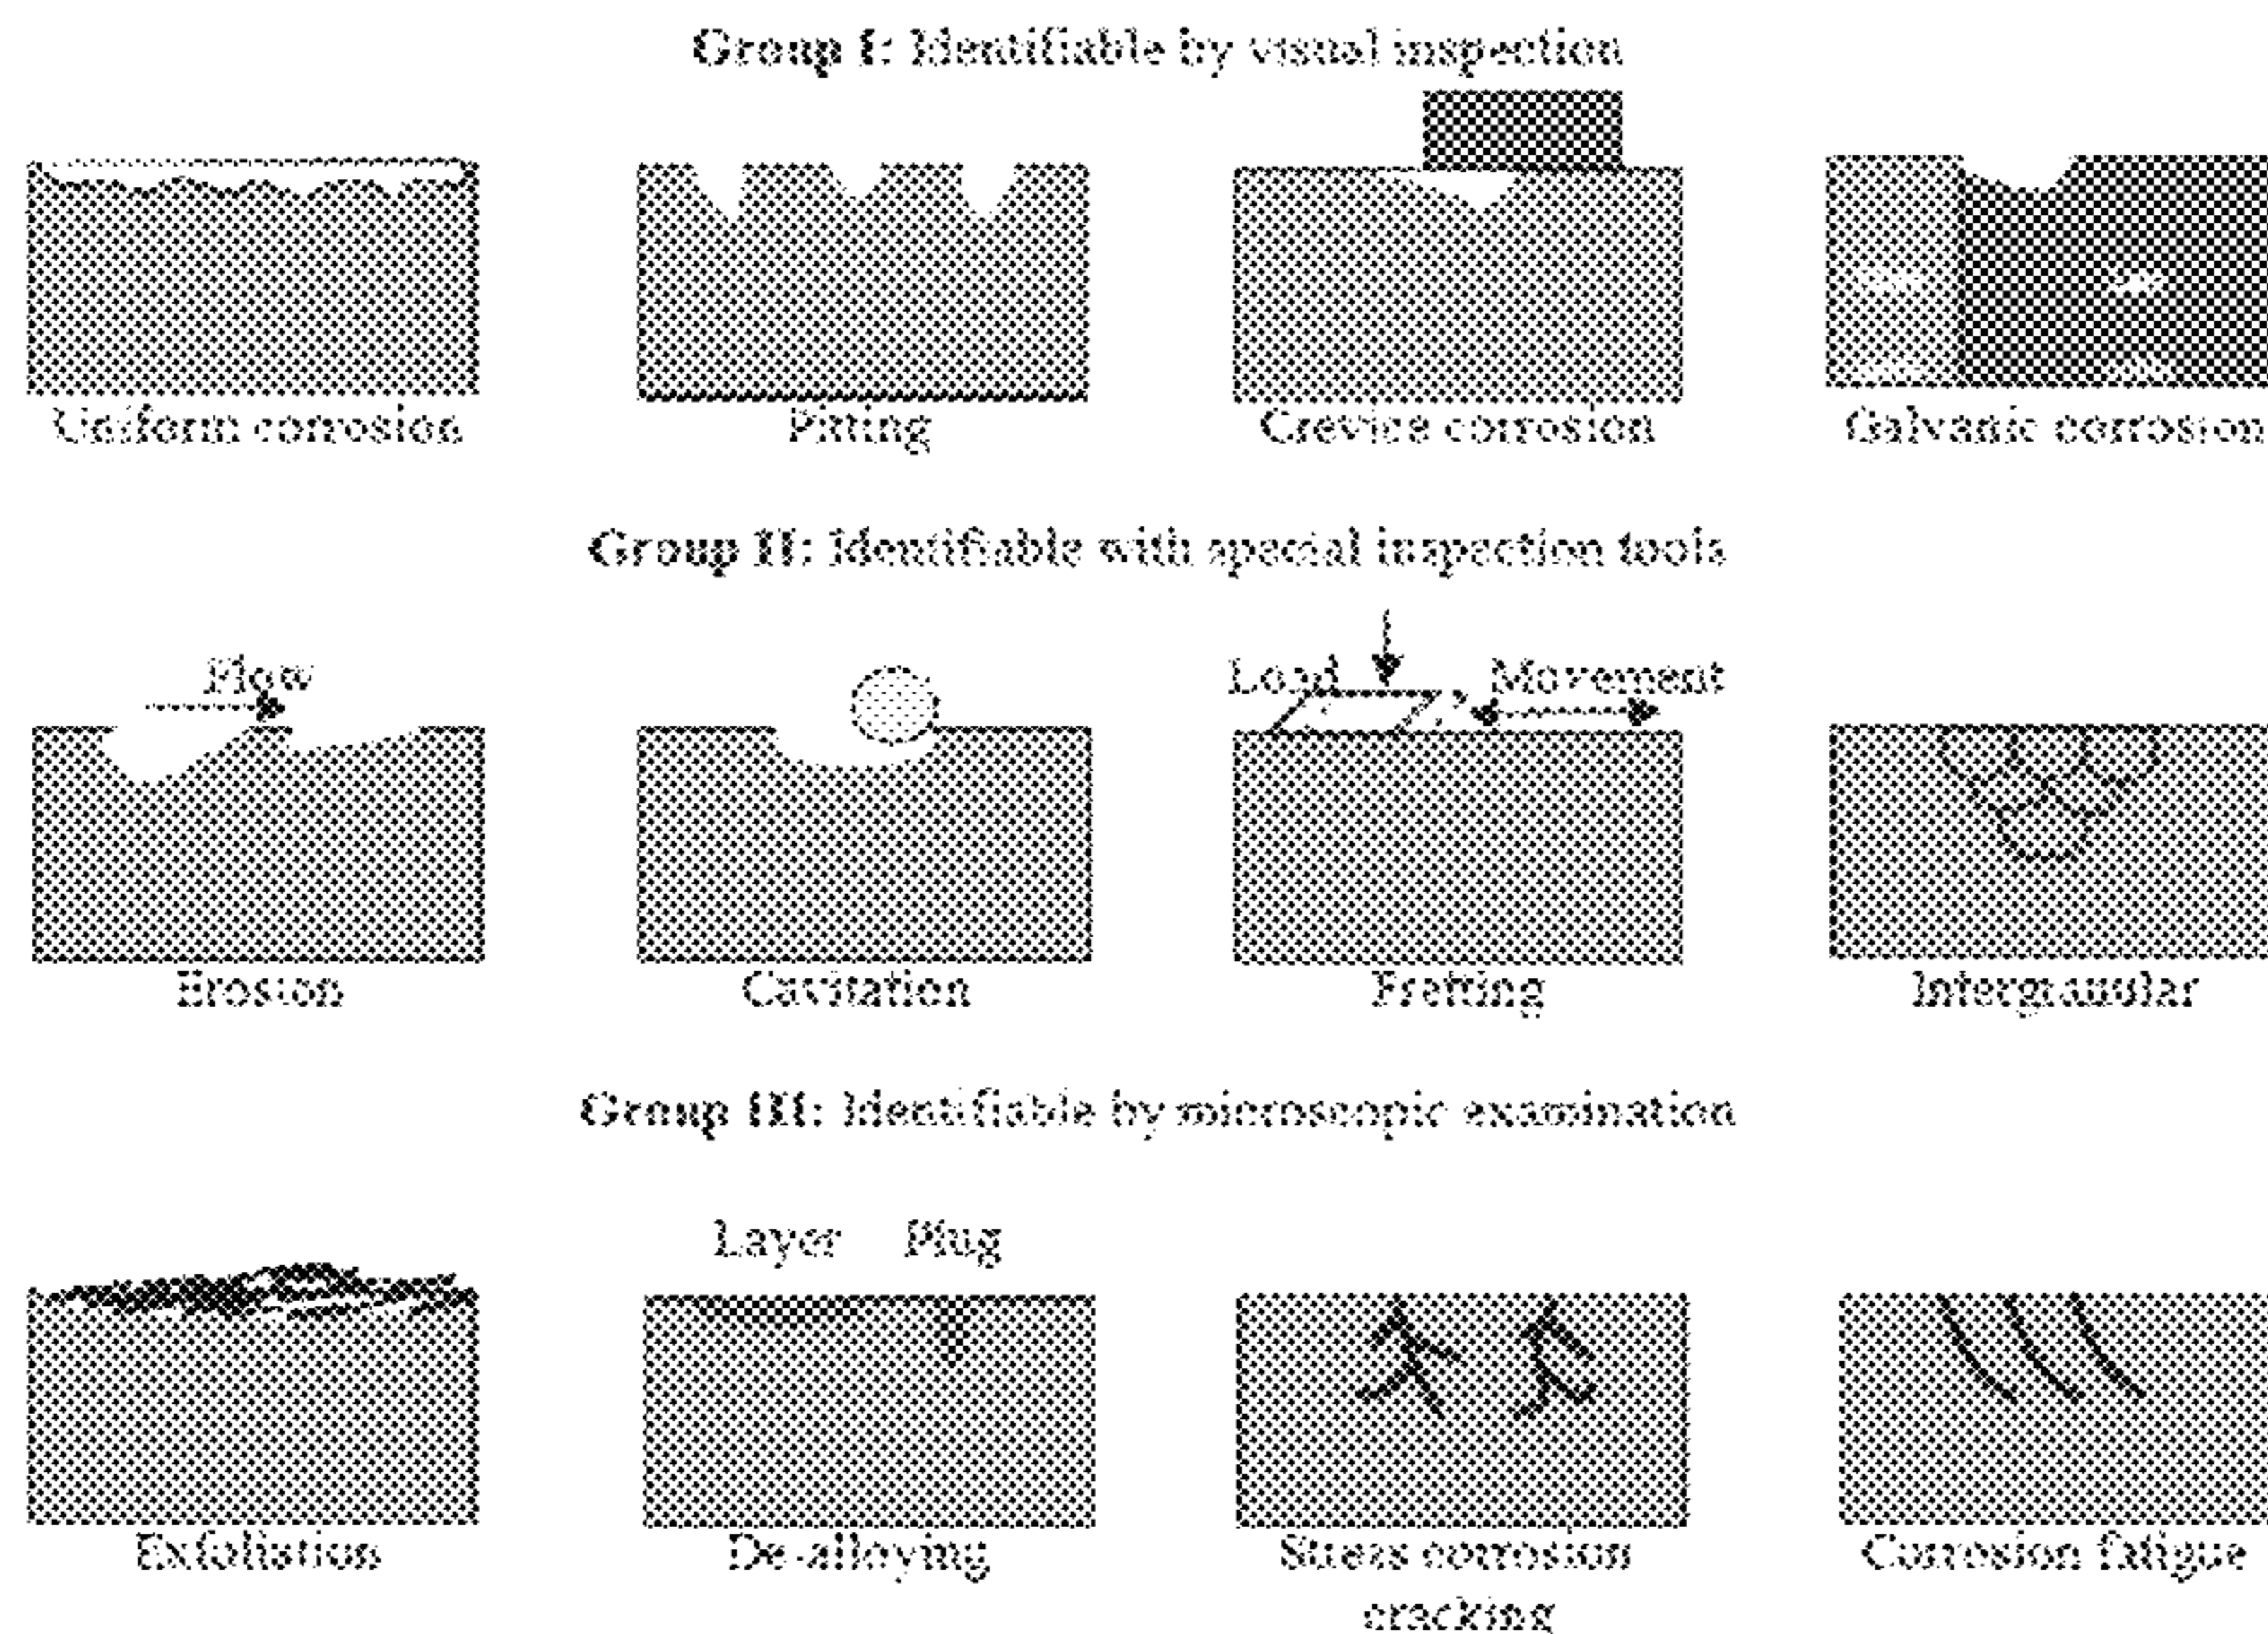 Group I: Identifiable by visual inspection
Uniform corrosion
Pitting
Crevice corrosion
Galvanic corrosion
Group II: Identifiable with special inspection tools
Flow
Load
Movement
Erosion
Cavitation
Fretting
Intergranular
Group III: Identifiable by microscopic examination
Layer
Plug
Exfoliation
De-alloying
Stress corrosion
cracking
Corrosion fatigue